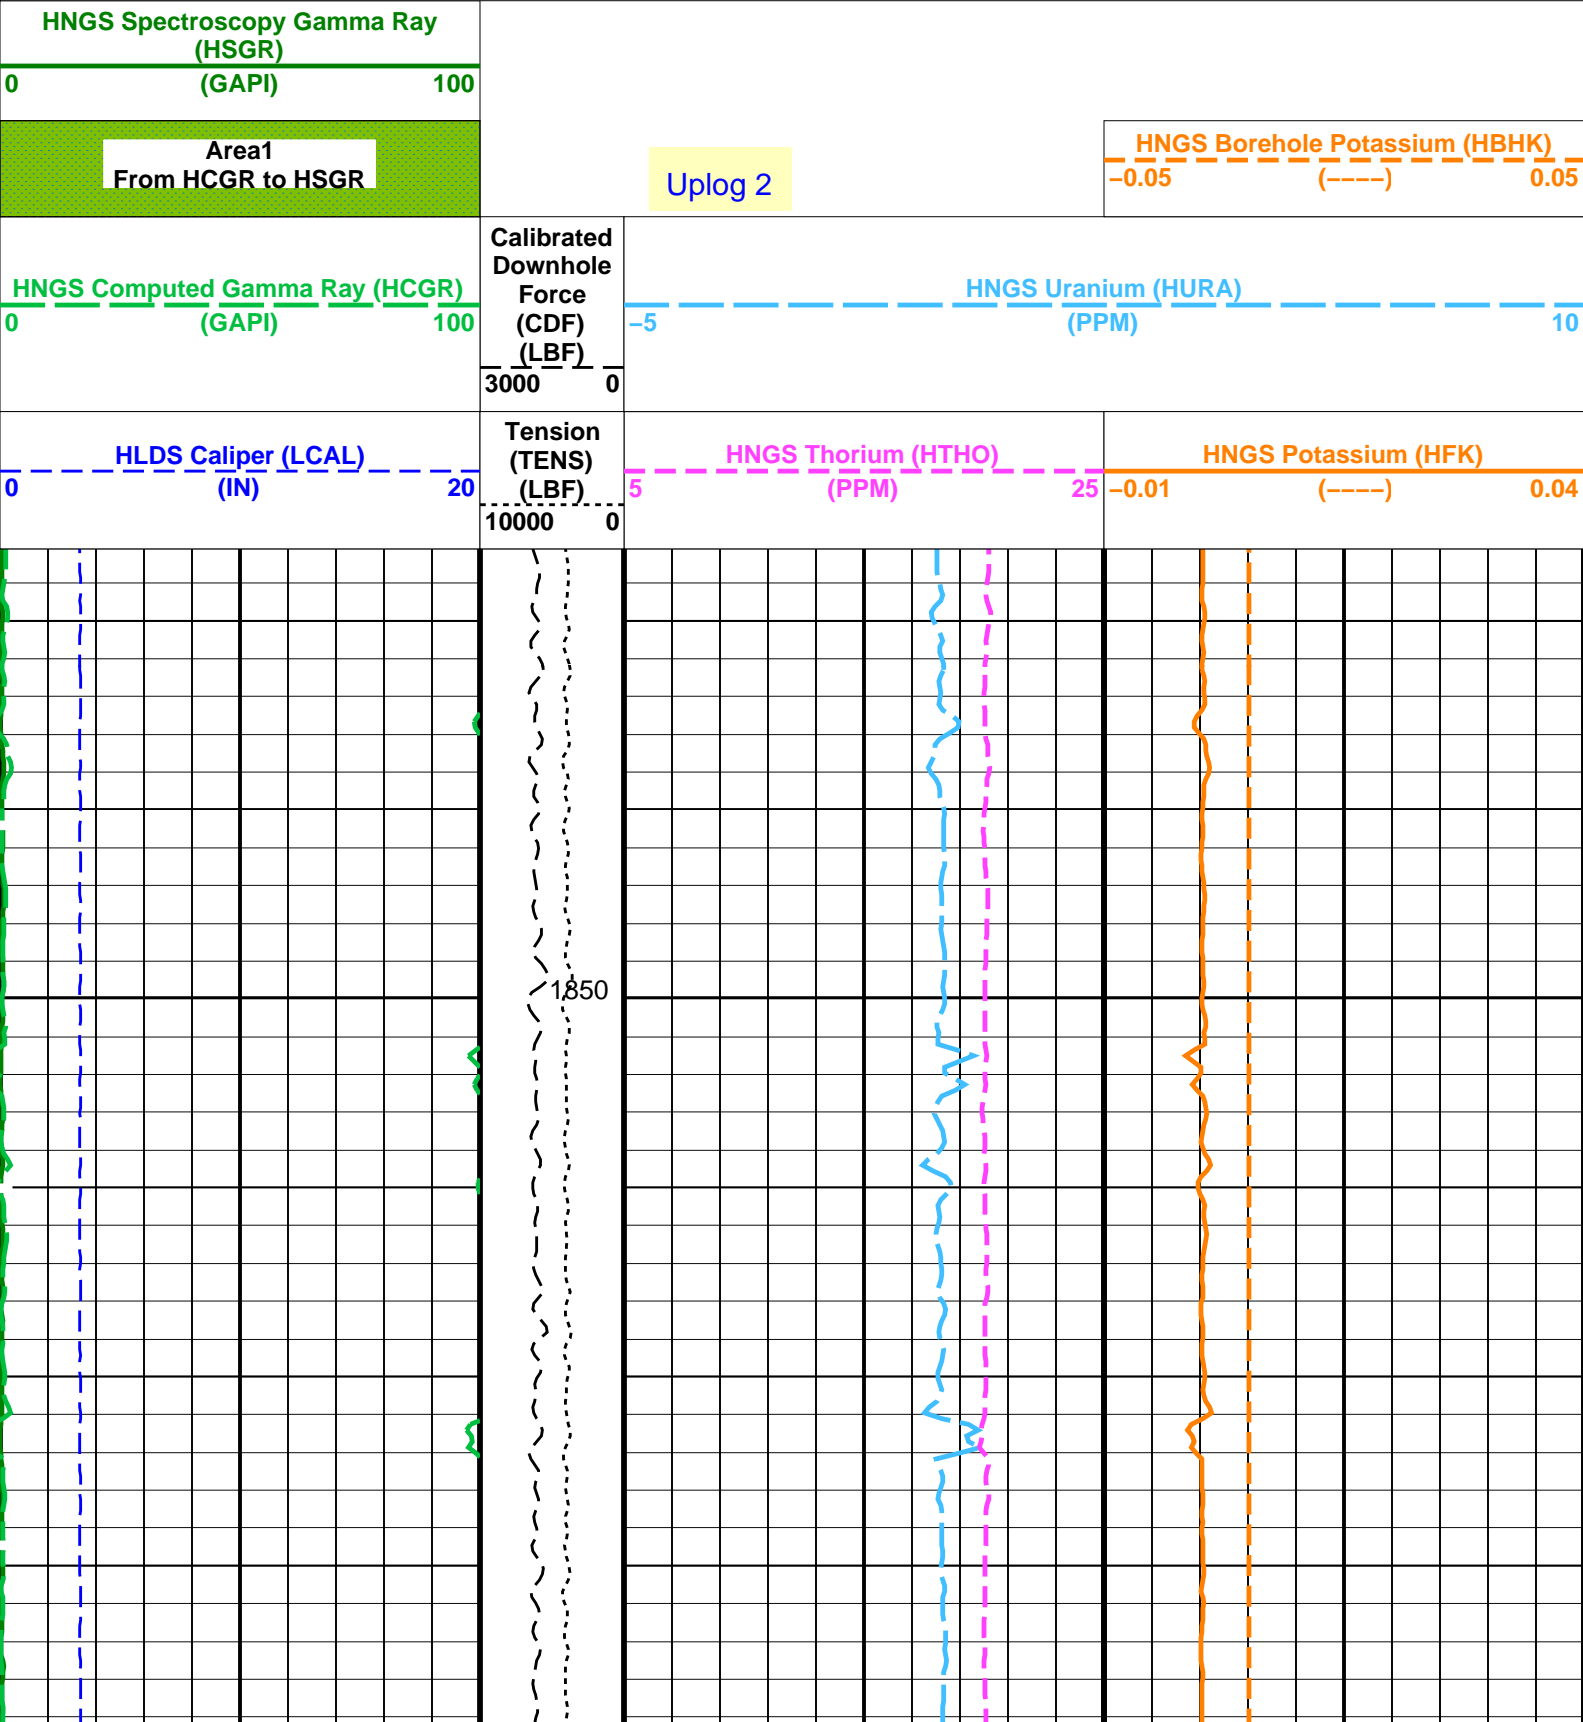 HNGS Spectroscopy Gamma Ray
(HSGR)
0 (GAPI) 100
Area1
From HCGR to HSGR
Uplog 2
HNGS Borehole Potassium (HBHK)
−0.05 (−−−−) 0.05
HNGS Computed Gamma Ray (HCGR)
0 (GAPI) 100
Calibrated
Downhole
Force
(CDF)
(LBF)
3000 0
HNGS Uranium (HURA)
−5 (PPM) 10
HLDS Caliper (LCAL)
0 (IN) 20
Tension
(TENS)
(LBF)
10000 0
HNGS Thorium (HTHO)
5 (PPM) 25
HNGS Potassium (HFK)
−0.01 (−−−−) 0.04
1850